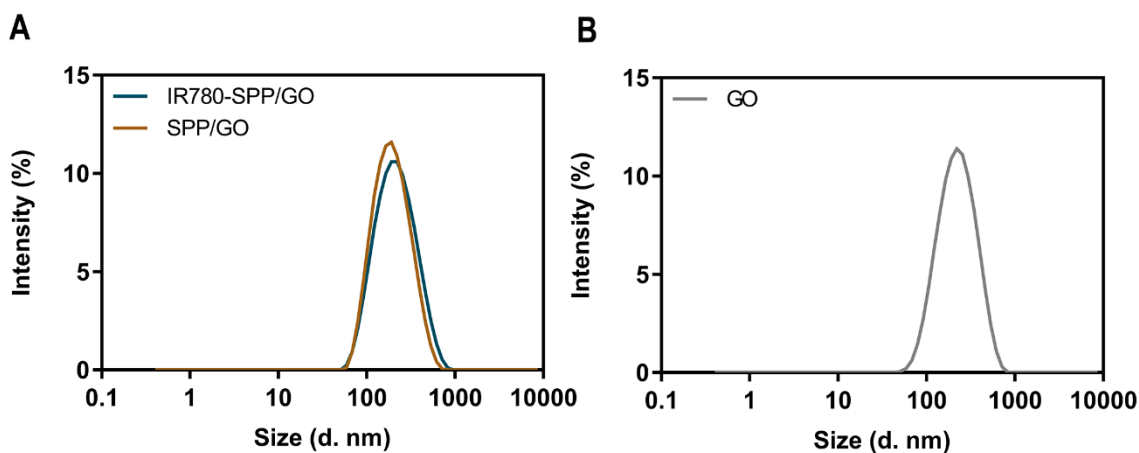 A
15
10
5
0
Intensity (%)
IR780-SPP/GO
SPP/GO
0.1 1 10 100 1000 10000
Size (d. nm)
B
15
10
5
0
Intensity (%)
GO
0.1 1 10 100 1000 10000
Size (d. nm)